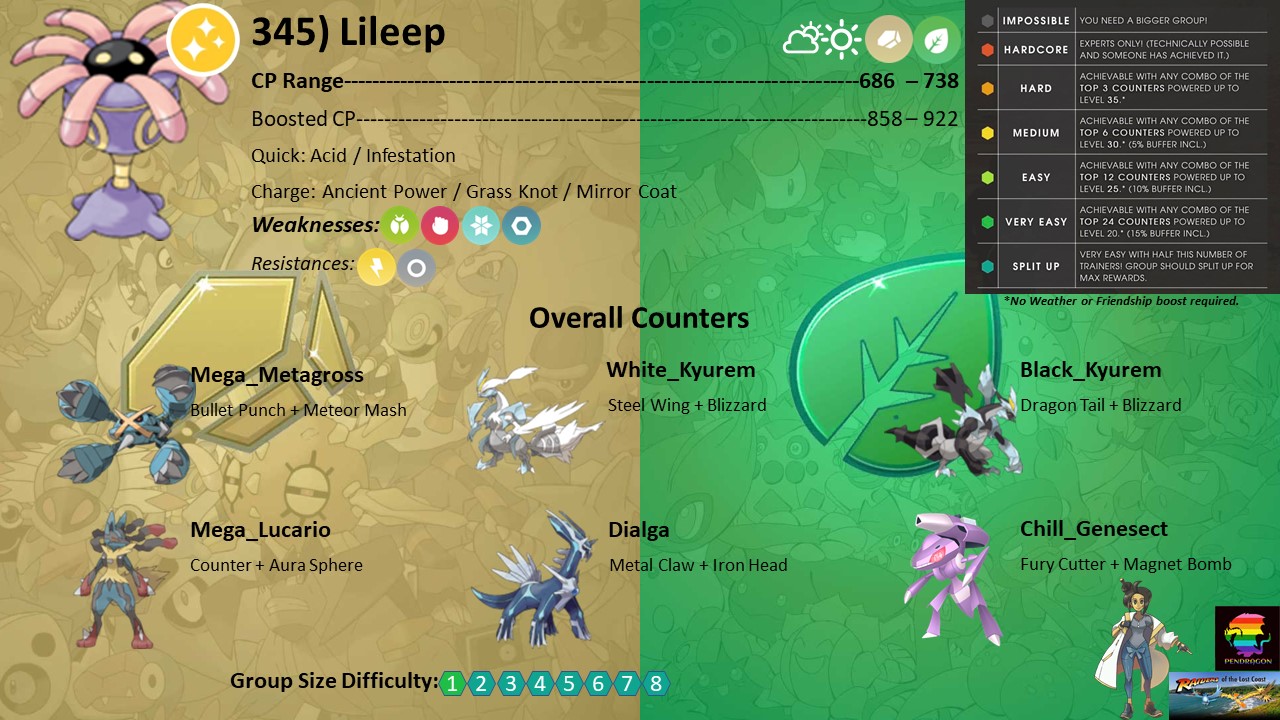 345) Lileep
CP Range------------------------------------------------------------------------686 – 738
Boosted CP------------------------------------------------------------------------858 – 922
Quick: Acid / Infestation
Charge: Ancient Power / Grass Knot / Mirror Coat
Weaknesses:
Resistances:
IMPOSSIBLE YOU NEED A BIGGER GROUP!
HARDCORE EXPERTS ONLY! (TECHNICALLY POSSIBLE
AND SOMEONE HAS ACHIEVED IT.)
HARD ACHIEVABLE WITH ANY COMBO OF THE
TOP 3 COUNTERS POWERED UP TO
LEVEL 35.*
MEDIUM ACHIEVABLE WITH ANY COMBO OF THE
TOP 6 COUNTERS POWERED UP TO
LEVEL 30.* (5% BUFFER INCL.)
EASY ACHIEVABLE WITH ANY COMBO OF THE
TOP 12 COUNTERS POWERED UP TO
LEVEL 25.* (10% BUFFER INCL.)
VERY EASY ACHIEVABLE WITH ANY COMBO OF THE
TOP 24 COUNTERS POWERED UP TO
LEVEL 20.* (15% BUFFER INCL.)
SPLIT UP VERY EASY WITH HALF THIS NUMBER OF
TRAINERS! GROUP SHOULD SPLIT UP FOR
MAX REWARDS.
*No Weather or Friendship boost required.
Overall Counters
Mega_Metagross
Bullet Punch + Meteor Mash
White_Kyurem
Steel Wing + Blizzard
Black_Kyurem
Dragon Tail + Blizzard
Mega_Lucario
Counter + Aura Sphere
Dialga
Metal Claw + Iron Head
Chill_Genesect
Fury Cutter + Magnet Bomb
Group Size Difficulty: 1 2 3 4 5 6 7 8
PENDRAGON
RAIDERS of the Lost Coast